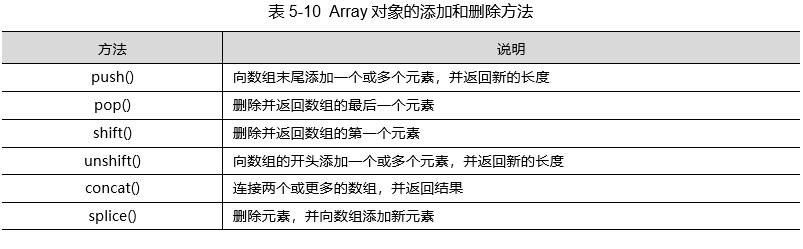 表 5-10 Array 对象的添加和删除方法
方法 说明
push() 向数组末尾添加一个或多个元素，并返回新的长度
pop() 删除并返回数组的最后一个元素
shift() 删除并返回数组的第一个元素
unshift() 向数组的开头添加一个或多个元素，并返回新的长度
concat() 连接两个或更多的数组，并返回结果
splice() 删除元素，并向数组添加新元素